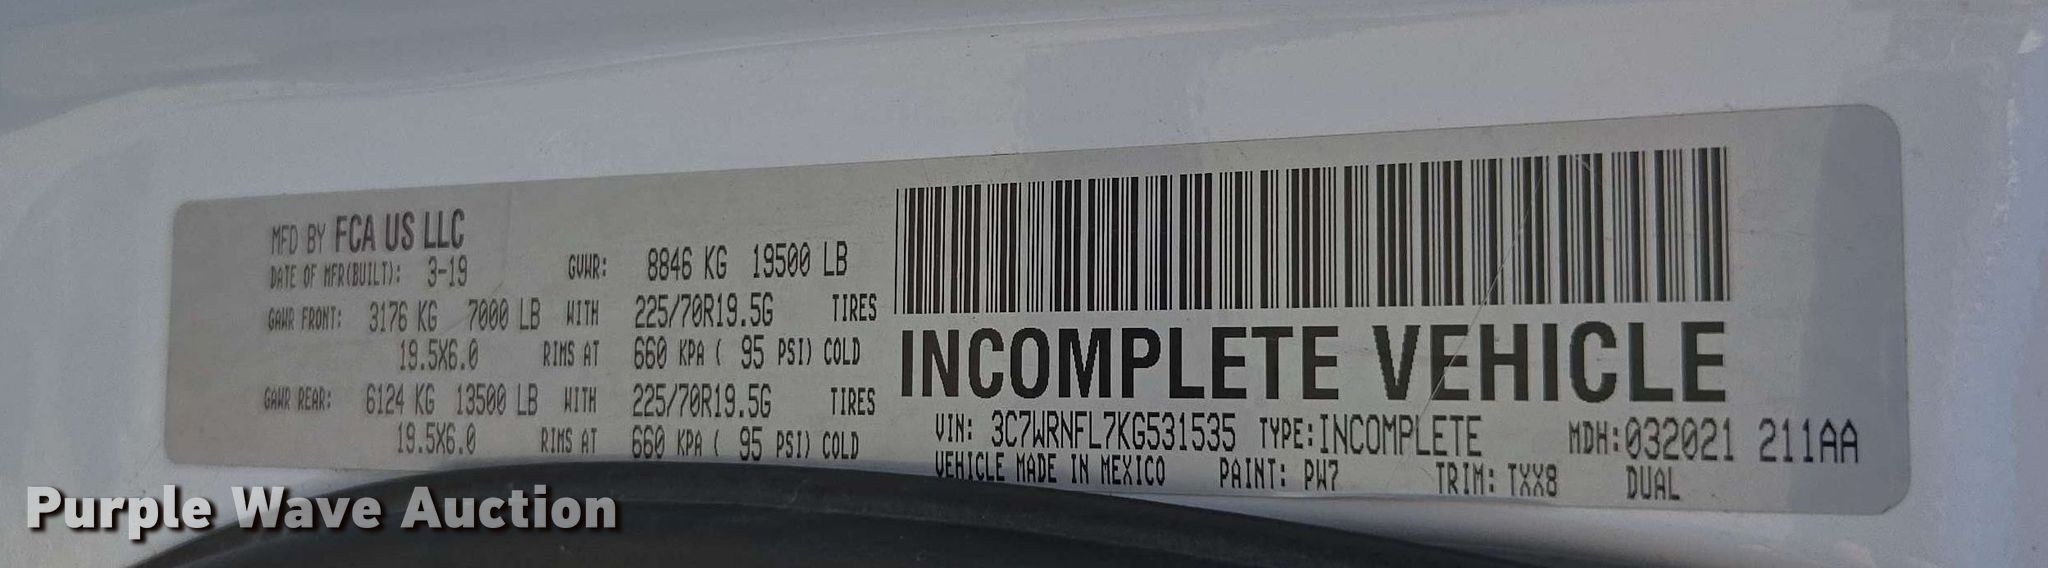 MFD BY FCA US LLC
DATE OF MFR(BUILT): 3-19 GVWR: 8846 KG 19500 LB
GAWR FRONT: 3176 KG 7000 LB WITH 225/70R19.5G TIRES
19.5X6.0 RIMS AT 660 KPA ( 95 PSI) COLD
GAWR REAR: 6124 KG 13500 LB WITH 225/70R19.5G TIRES
19.5X6.0 RIMS AT 660 KPA ( 95 PSI) COLD
INCOMPLETE VEHICLE
VIN: 3C7WRNFL7KG531535 TYPE:INCOMPLETE MDH:032021 211AA
VEHICLE MADE IN MEXICO PAINT: PW7 TRIM: TXX8 DUAL
Purple Wave Auction